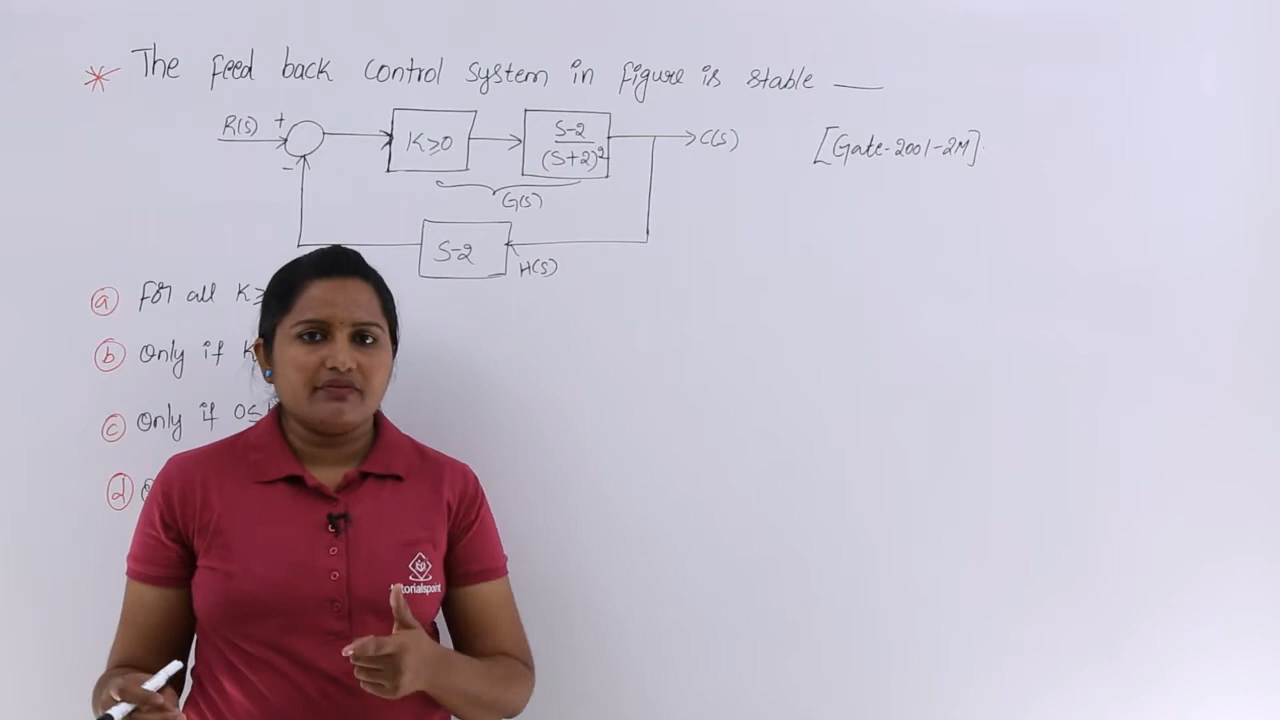 * The feed back control system in figure is stable ___
R(s) + K≥0 S-2/(S+2)² C(s) [Gate-2001-2M].
-
G(s)
S-2 H(s)
(a) for all K≥
(b) Only if K
(c) Only if 0≤
(d) O
tutorialspoint